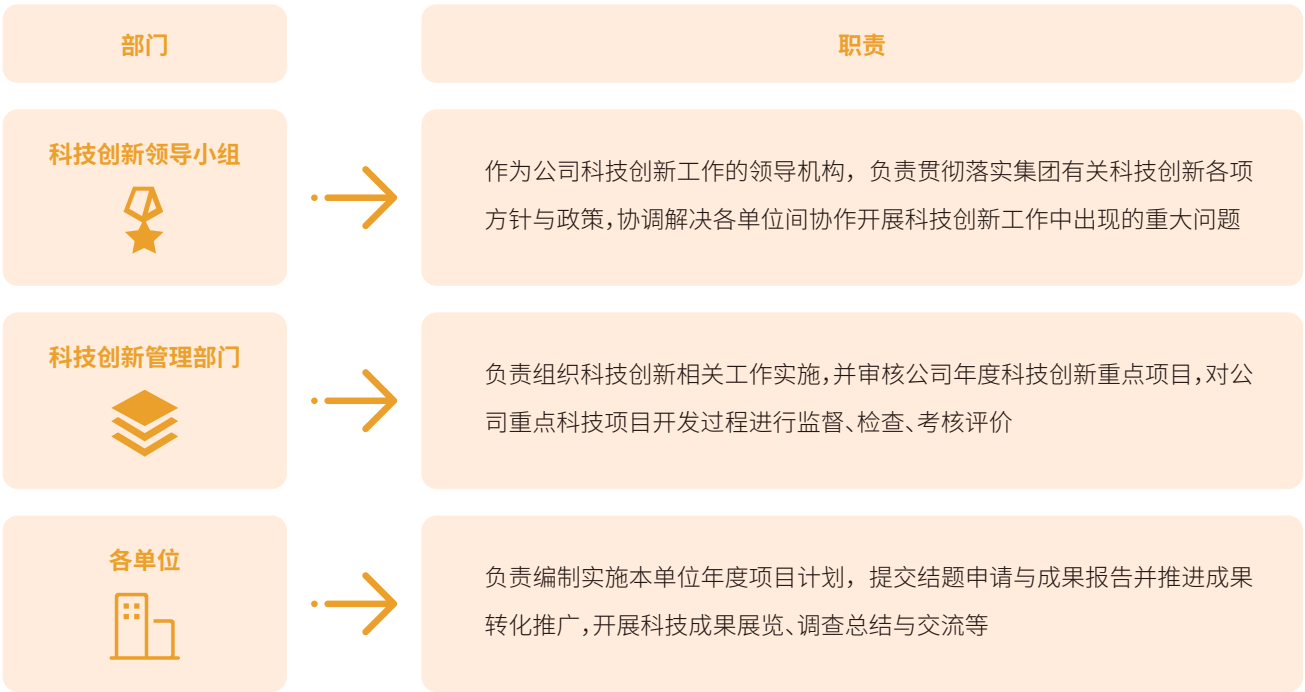 部门
职责
科技创新领导小组
作为公司科技创新工作的领导机构，负责贯彻落实集团有关科技创新各项
方针与政策，协调解决各单位间协作开展科技创新工作中出现的重大问题
科技创新管理部门
负责组织科技创新相关工作实施，并审核公司年度科技创新重点项目，对公
司重点科技项目开发过程进行监督、检查、考核评价
各单位
负责编制实施本单位年度项目计划，提交结题申请与成果报告并推进成果
转化推广，开展科技成果展览、调查总结与交流等